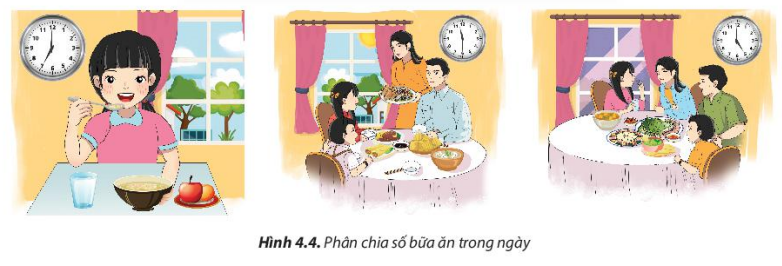 Hình 4.4. Phân chia số bữa ăn trong ngày